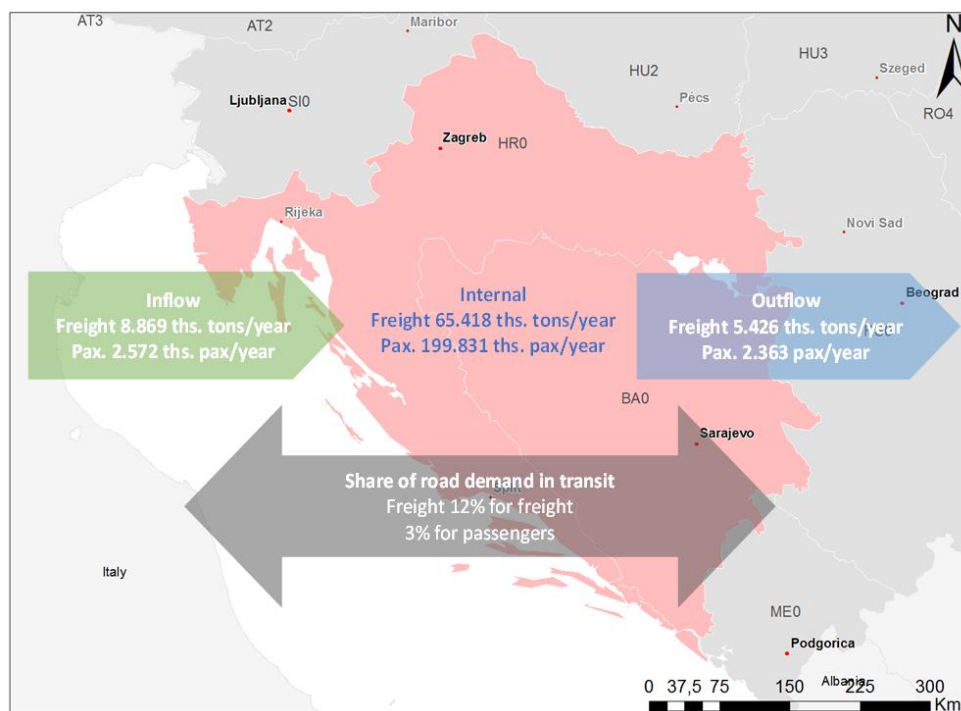 AT3
AT2
Maribor
N
HU3
HU2
Szeged
Pécs
Ljubljana SI0
RO4
Zagreb
HR0
Rijeka
Novi Sad
Beograd
Inflow
Freight 8.869 ths. tons/year
Pax. 2.572 ths. pax/year
Internal
Freight 65.418 ths. tons/year
Pax. 199.831 ths. pax/year
Outflow
Freight 5.426 ths. tons/year
Pax. 2.363 pax/year
BA0
Sarajevo
Share of road demand in transit
Split
Freight 12% for freight
3% for passengers
Italy
ME0
Podgorica
Albania
0 37,5 75 150 225 300
Km